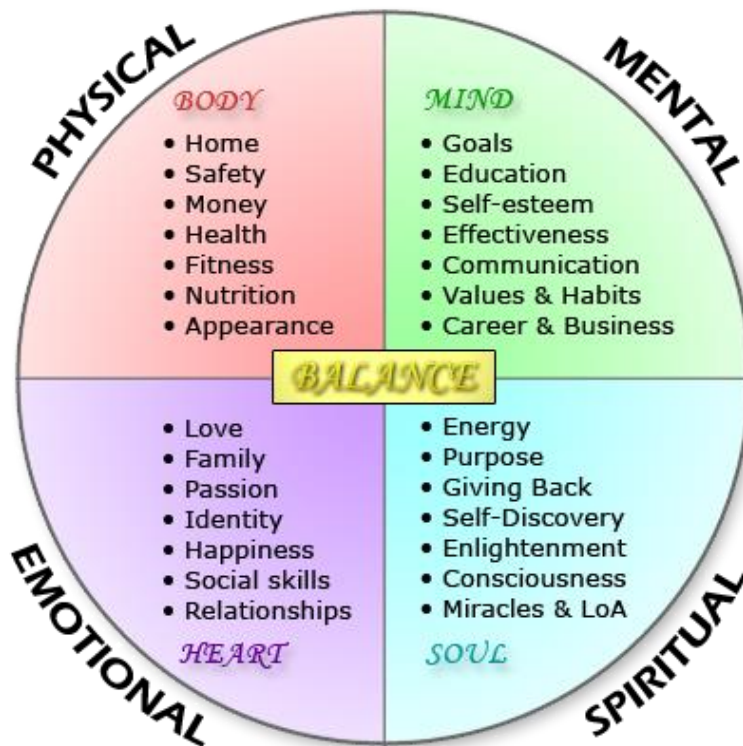 PHYSICAL
BODY
• Home
• Safety
• Money
• Health
• Fitness
• Nutrition
• Appearance
MENTAL
MIND
• Goals
• Education
• Self-esteem
• Effectiveness
• Communication
• Values & Habits
• Career & Business
BALANCE
• Love
• Family
• Passion
• Identity
• Happiness
• Social skills
• Relationships
HEART
EMOTIONAL
• Energy
• Purpose
• Giving Back
• Self-Discovery
• Enlightenment
• Consciousness
• Miracles & LoA
SOUL
SPIRITUAL